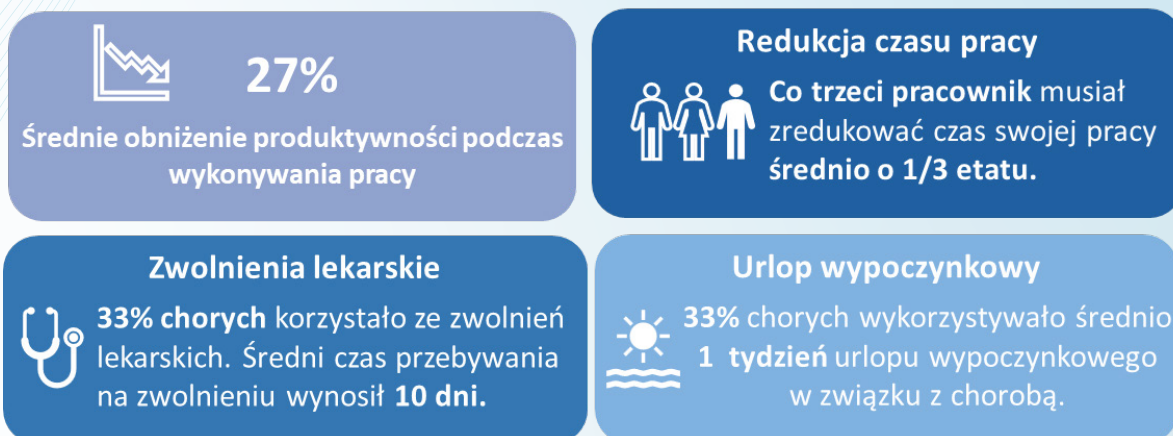 27%
Średnie obniżenie produktywności podczas
wykonywania pracy
Redukcja czasu pracy
Co trzeci pracownik musiał
zredukować czas swojej pracy
średnio o 1/3 etatu.
Zwolnienia lekarskie
33% chorych korzystało ze zwolnień
lekarskich. Średni czas przebywania
na zwolnieniu wynosił 10 dni.
Urlop wypoczynkowy
33% chorych wykorzystywało średnio
1 tydzień urlopu wypoczynkowego
w związku z chorobą.